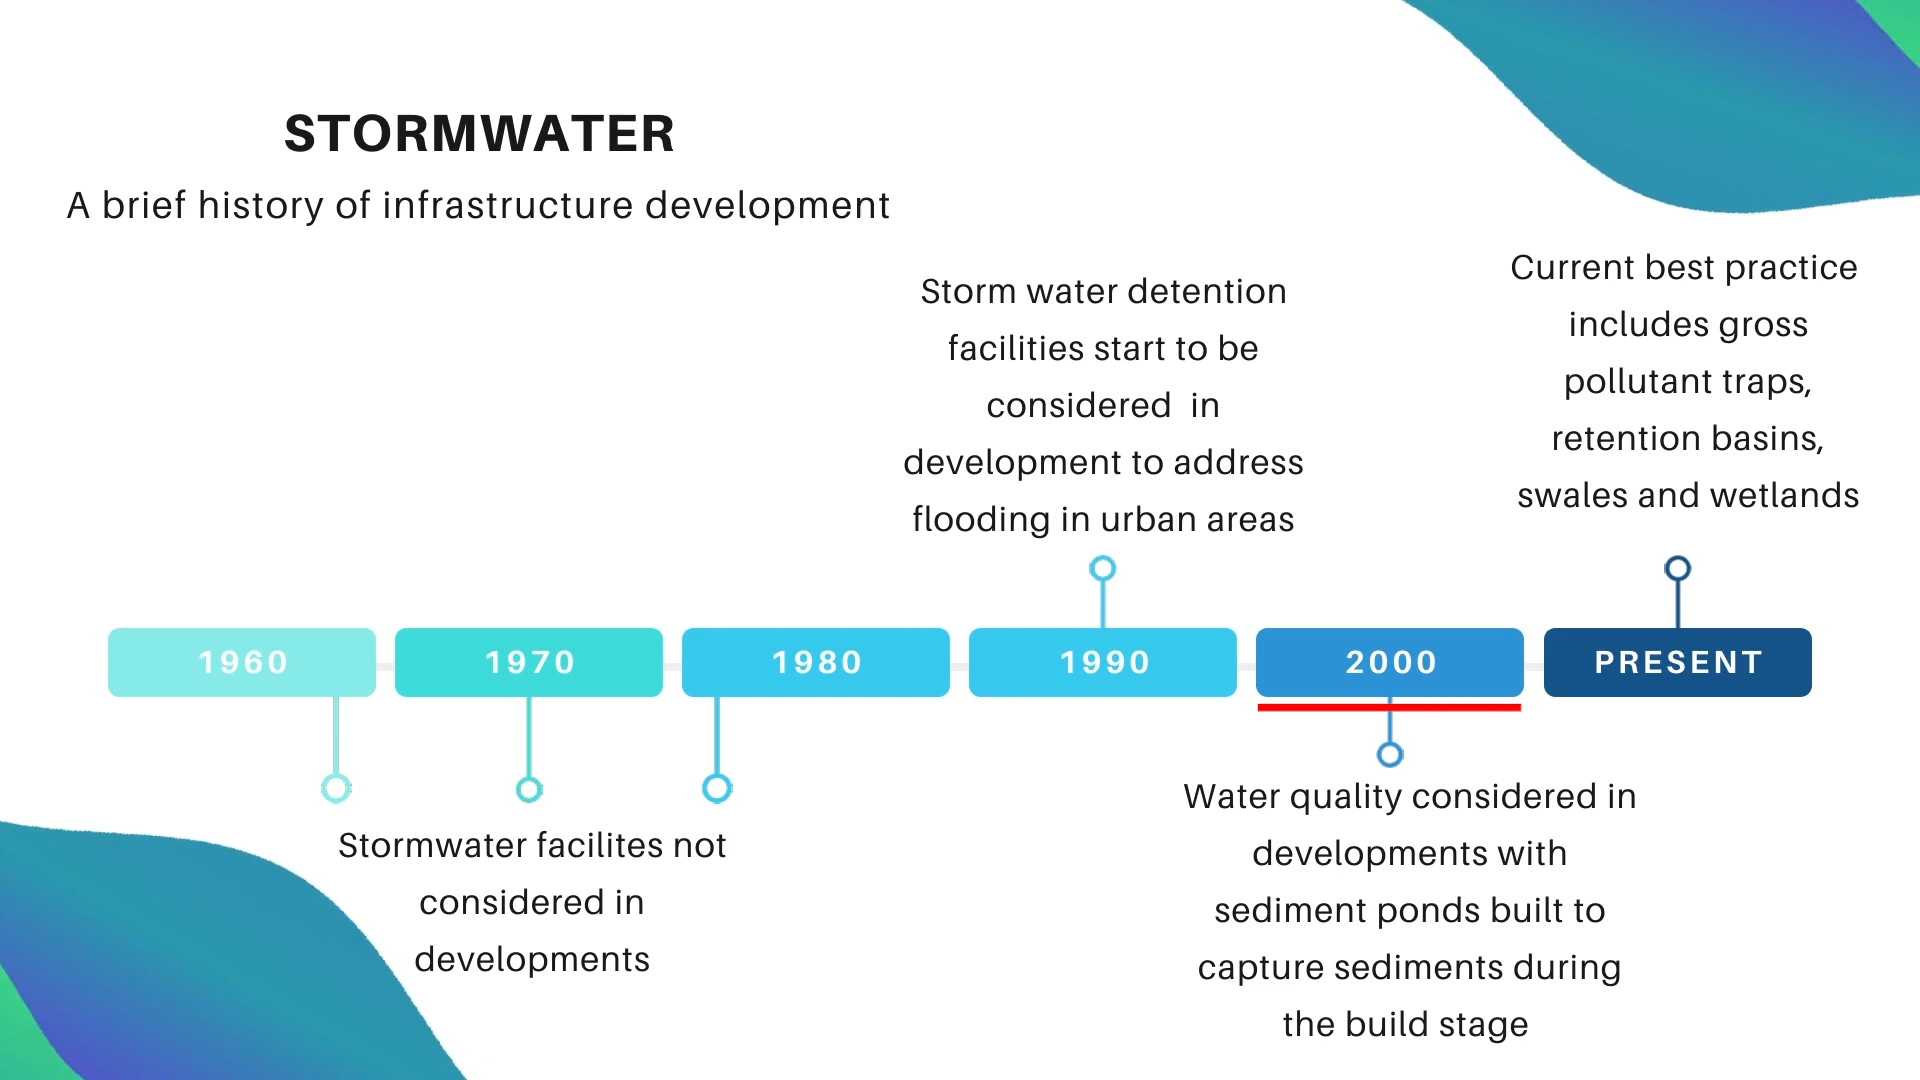 STORMWATER
A brief history of infrastructure development
Storm water detention
facilities start to be
considered  in
development to address
flooding in urban areas
Current best practice
includes gross
pollutant traps,
retention basins,
swales and wetlands
1960
1970
1980
1990
2000
PRESENT
Stormwater facilites not
considered in
developments
Water quality considered in
developments with
sediment ponds built to
capture sediments during
the build stage